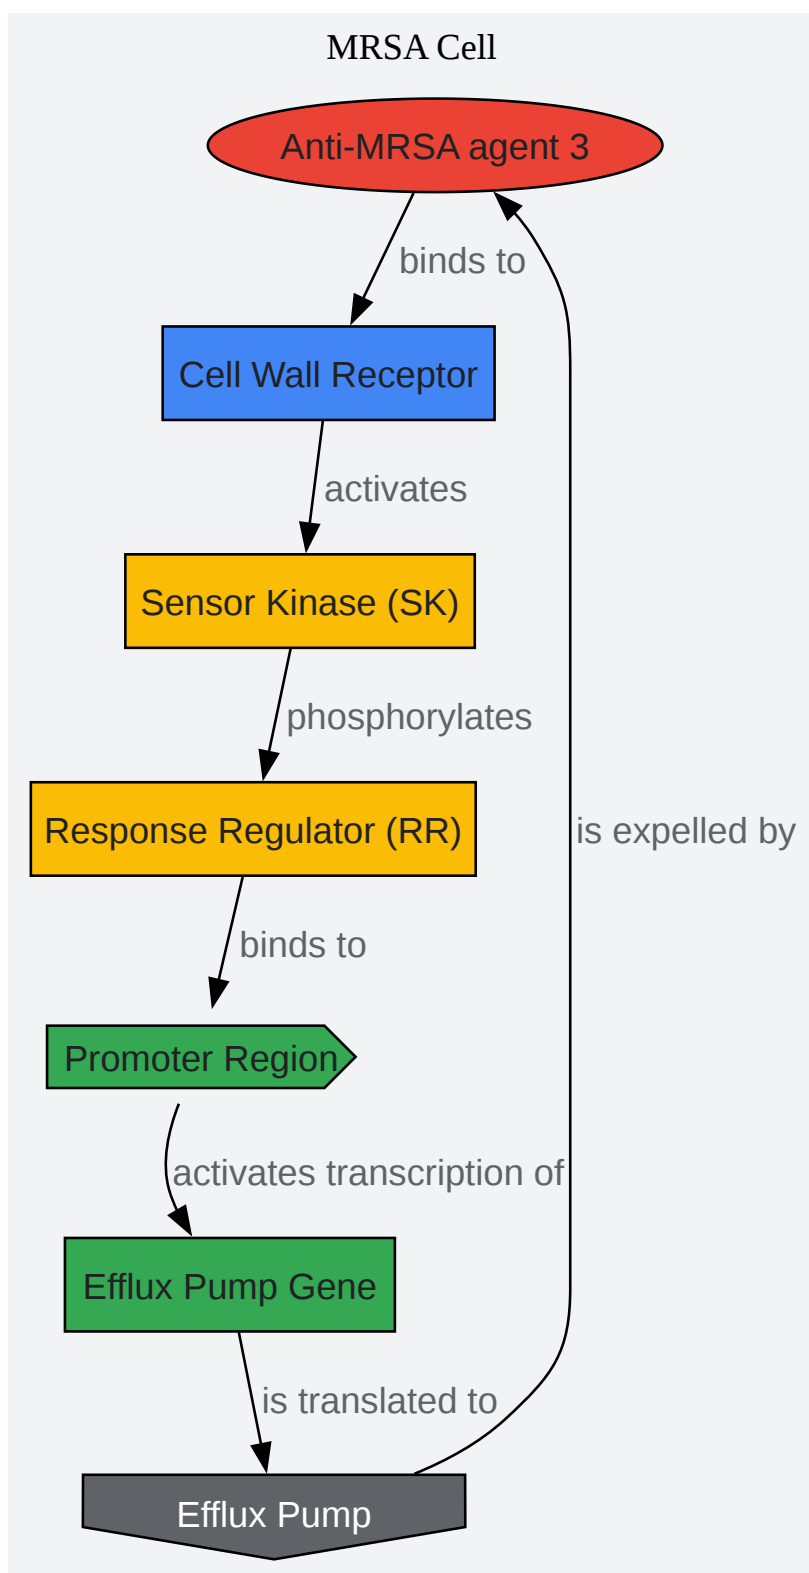 MRSA Cell
Anti-MRSA agent 3
binds to
Cell Wall Receptor
activates
Sensor Kinase (SK)
phosphorylates
Response Regulator (RR)
is expelled by
binds to
Promoter Region
activates transcription of
Efflux Pump Gene
is translated to
Efflux Pump